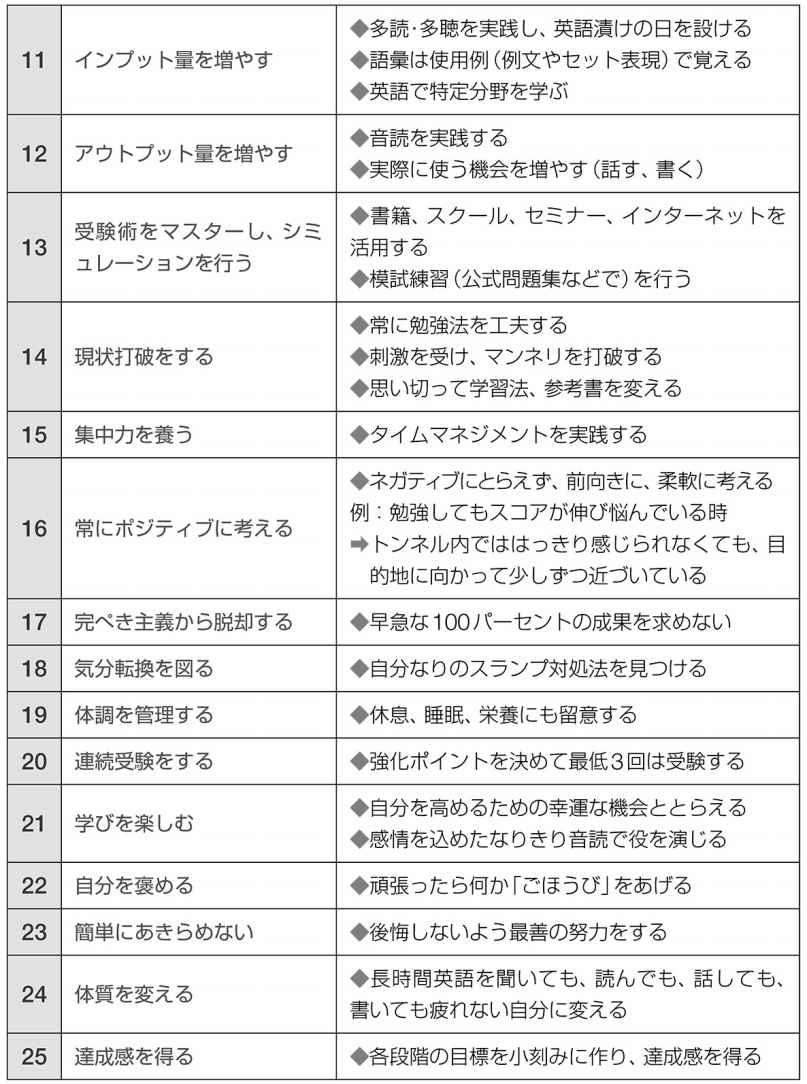 11 インプット量を増やす
◆多読・多聴を実践し、英語漬けの日を設ける
◆語彙は使用例（例文やセット表現）で覚える
◆英語で特定分野を学ぶ
12 アウトプット量を増やす
◆音読を実践する
◆実際に使う機会を増やす（話す、書く）
13 受験術をマスターし、シミ
ュレーションを行う
◆書籍、スクール、セミナー、インターネットを
活用する
◆模試練習（公式問題集などで）を行う
14 現状打破をする
◆常に勉強法を工夫する
◆刺激を受け、マンネリを打破する
◆思い切って学習法、参考書を変える
15 集中力を養う
◆タイムマネジメントを実践する
16 常にポジティブに考える
◆ネガティブにとらえず、前向きに、柔軟に考える
例：勉強してもスコアが伸び悩んでいる時
➡トンネル内でははっきり感じられなくても、目
的地に向かって少しずつ近づいている
17 完ぺき主義から脱却する
◆早急な100パーセントの成果を求めない
18 気分転換を図る
◆自分なりのスランプ対処法を見つける
19 体調を管理する
◆休息、睡眠、栄養にも留意する
20 連続受験をする
◆強化ポイントを決めて最低3回は受験する
21 学びを楽しむ
◆自分を高めるための幸運な機会ととらえる
◆感情を込めたなりきり音読で役を演じる
22 自分を褒める
◆頑張ったら何か「ごほうび」をあげる
23 簡単にあきらめない
◆後悔しないよう最善の努力をする
24 体質を変える
◆長時間英語を聞いても、読んでも、話しても、
書いても疲れない自分に変える
25 達成感を得る
◆各段階の目標を小刻みに作り、達成感を得る